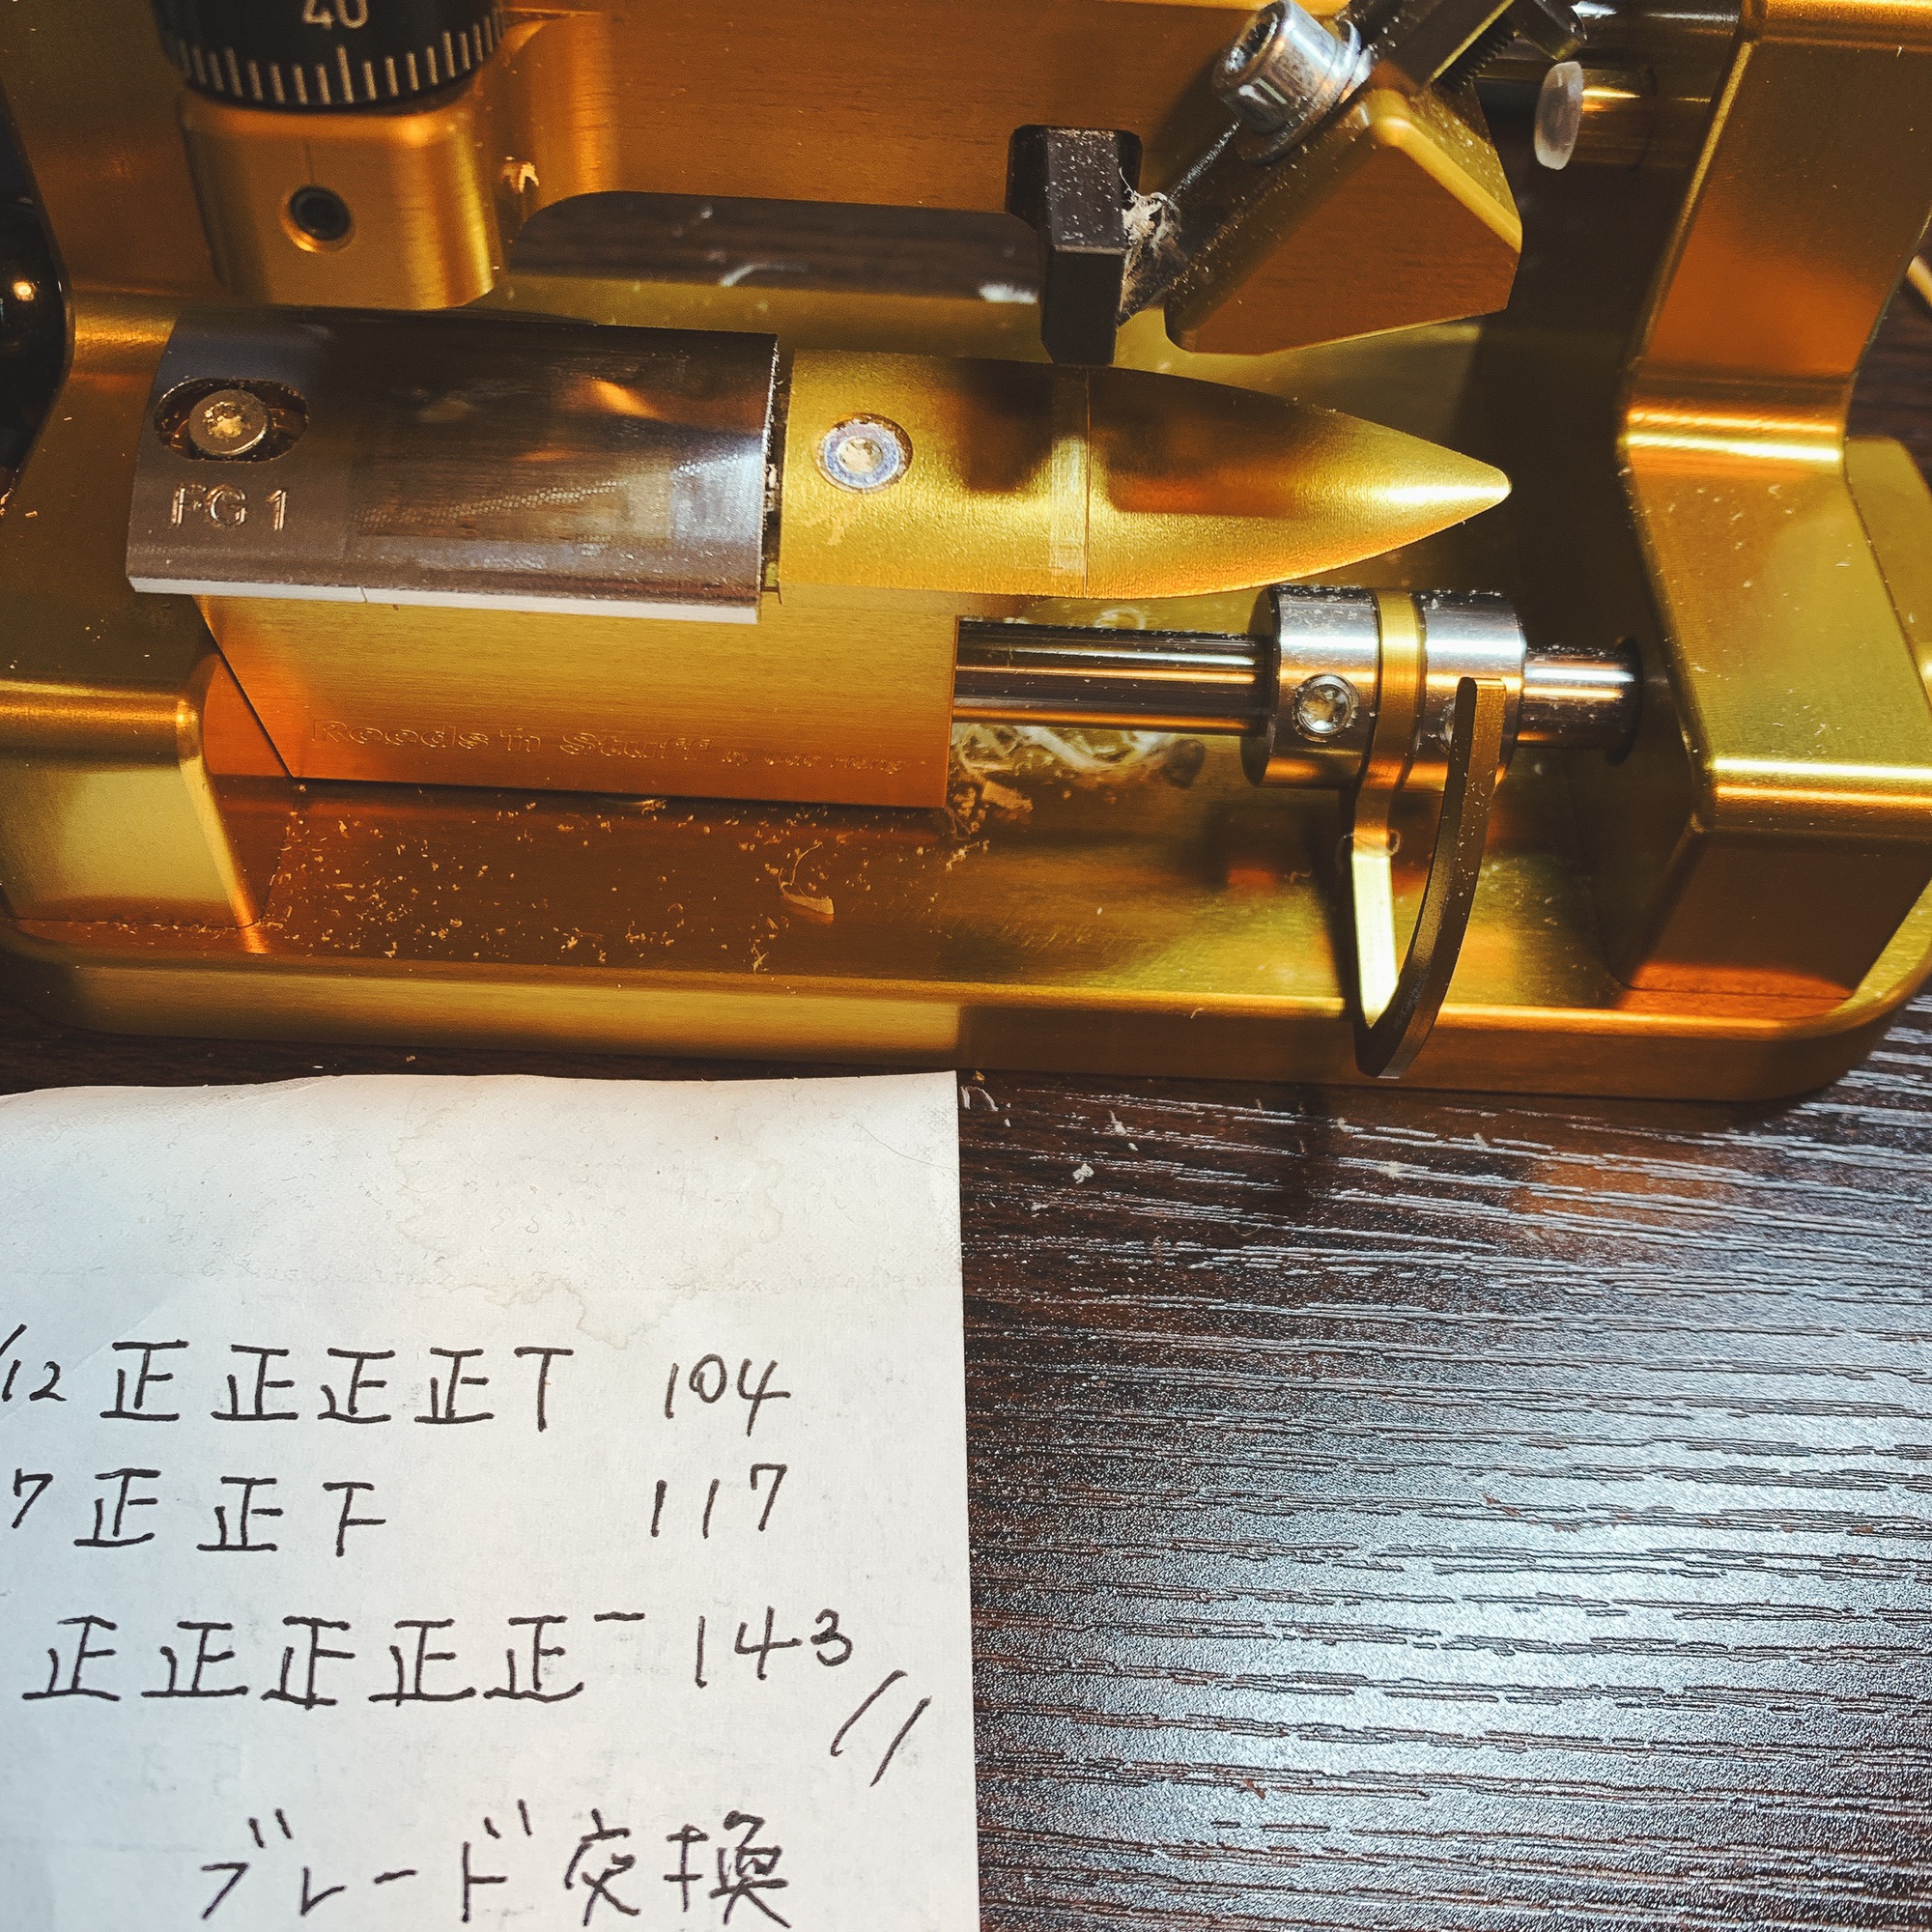 40
FG 1
Reeds 'n Stuff
/12 正正正正T 104
7 正正下 117
正正正正正一 143
ブレード交換